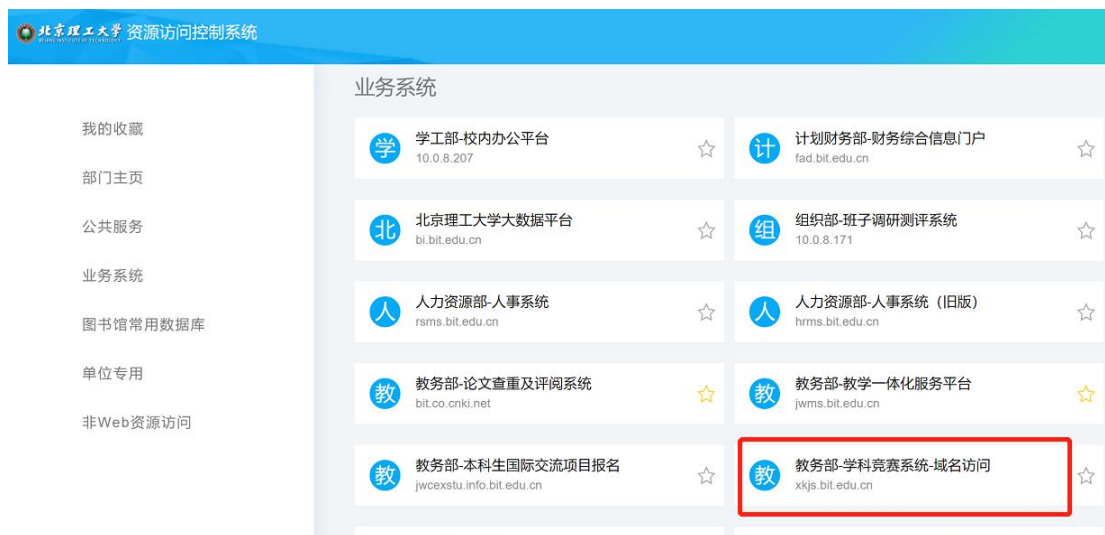 北京理工大学 资源访问控制系统
BEIJING INSTITUTE OF TECHNOLOGY
我的收藏
部门主页
公共服务
业务系统
图书馆常用数据库
单位专用
非Web资源访问
业务系统
学 学工部-校内办公平台
10.0.8.207
计 计划财务部-财务综合信息门户
fad.bit.edu.cn
北 北京理工大学大数据平台
bi.bit.edu.cn
组 组织部-班子调研测评系统
10.0.8.171
人 人力资源部-人事系统
rsms.bit.edu.cn
人 人力资源部-人事系统（旧版）
hrms.bit.edu.cn
教 教务部-论文查重及评阅系统
bit.co.cnki.net
教 教务部-教学一体化服务平台
jwms.bit.edu.cn
教 教务部-本科生国际交流项目报名
jwcexstu.info.bit.edu.cn
教 教务部-学科竞赛系统-域名访问
xkjs.bit.edu.cn